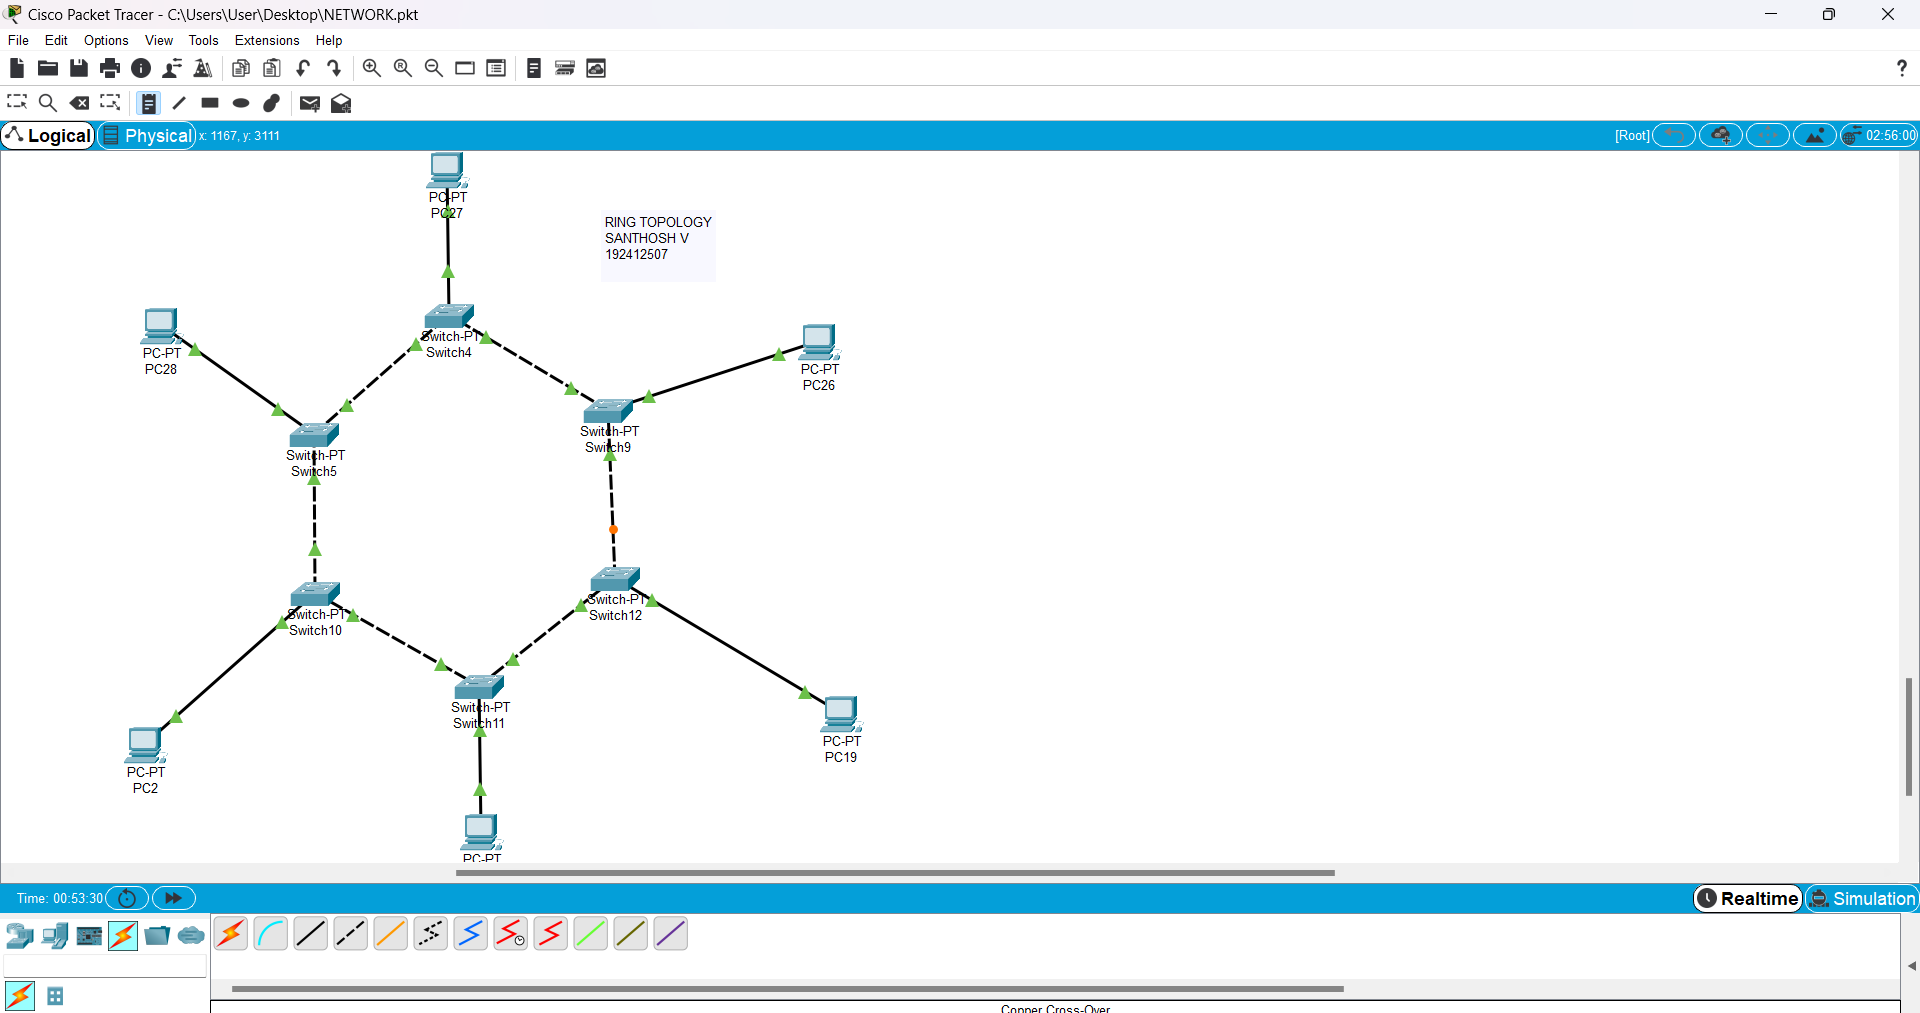 Cisco Packet Tracer - C:\Users\User\Desktop\NETWORK.pkt
File Edit Options View Tools Extensions Help
?
Logical Physical x: 1167, y: 3111 [Root] 02:56:00
PC-PT
PC27
RING TOPOLOGY
SANTHOSH V
192412507
Switch-PT
Switch4
PC-PT
PC28
PC-PT
PC26
Switch-PT
Switch9
Switch-PT
Switch5
Switch-PT
Switch12
Switch-PT
Switch10
Switch-PT
Switch11
PC-PT
PC19
PC-PT
PC2
PC-PT
Time: 00:53:30 Realtime Simulation
Copper Cross-Over